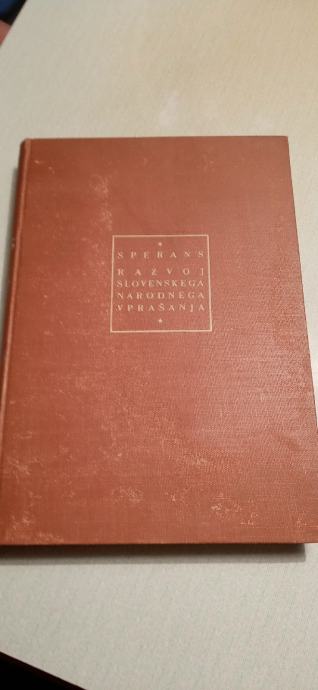 SPERANS
RAZVOJ
SLOVENSKEGA
NARODNEGA
VPRAŠANJA